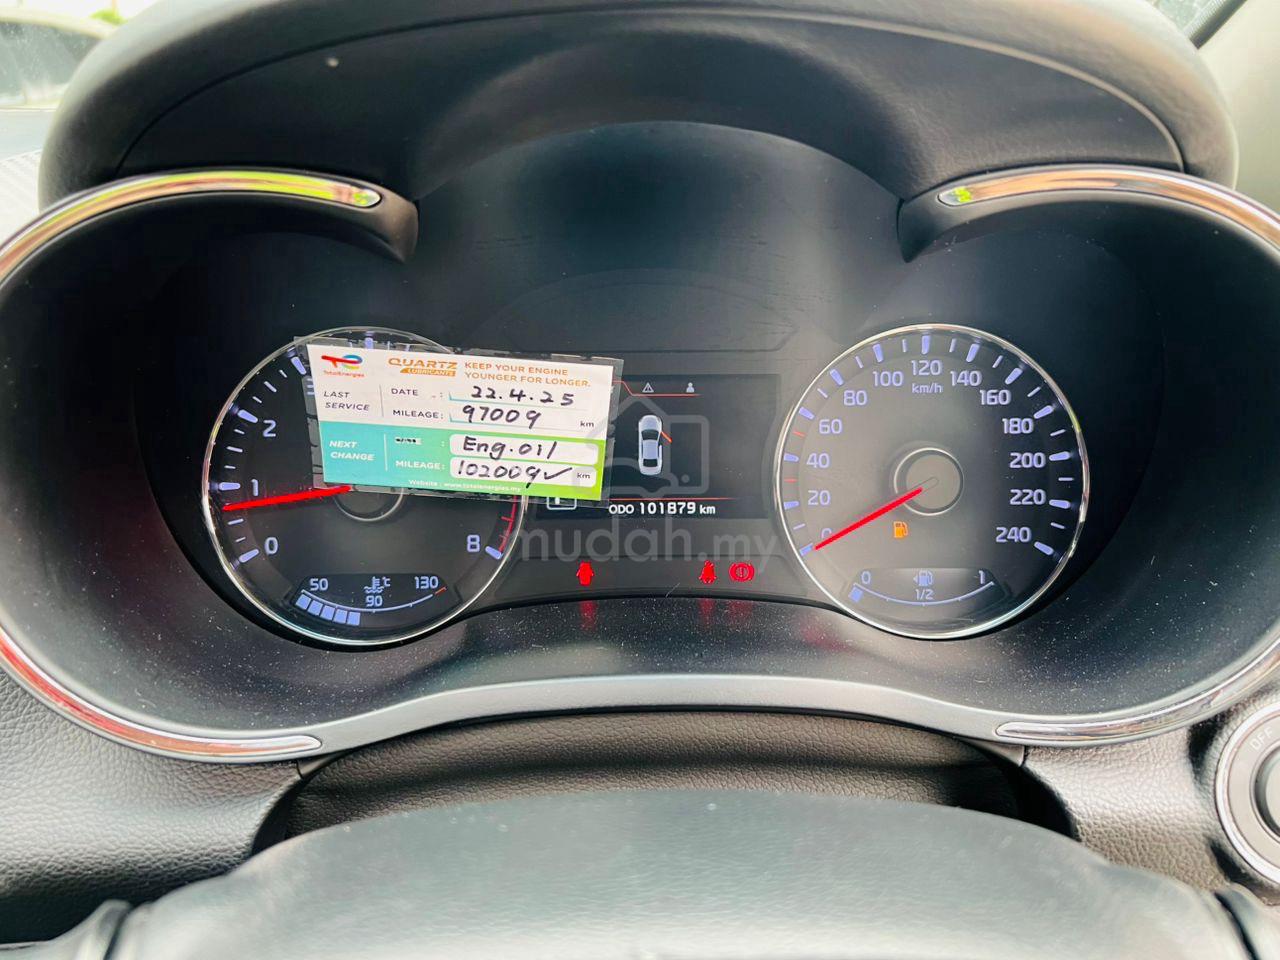 TotalEnergies
QUARTZ
LUBRICANTS
KEEP YOUR ENGINE
YOUNGER FOR LONGER.
LAST
SERVICE
DATE : 22.4.25
MILEAGE: 97009 km
NEXT
CHANGE
: Eng.oil
MILEAGE: 102009✓ km
Website : www.totalenergies.my
ODO 101879 km
mudah.my
0
1
2
8
50
°C
90
130
0
20
40
60
80
100
120
140
160
180
200
220
240
km/h
0
1/2
1
OFF